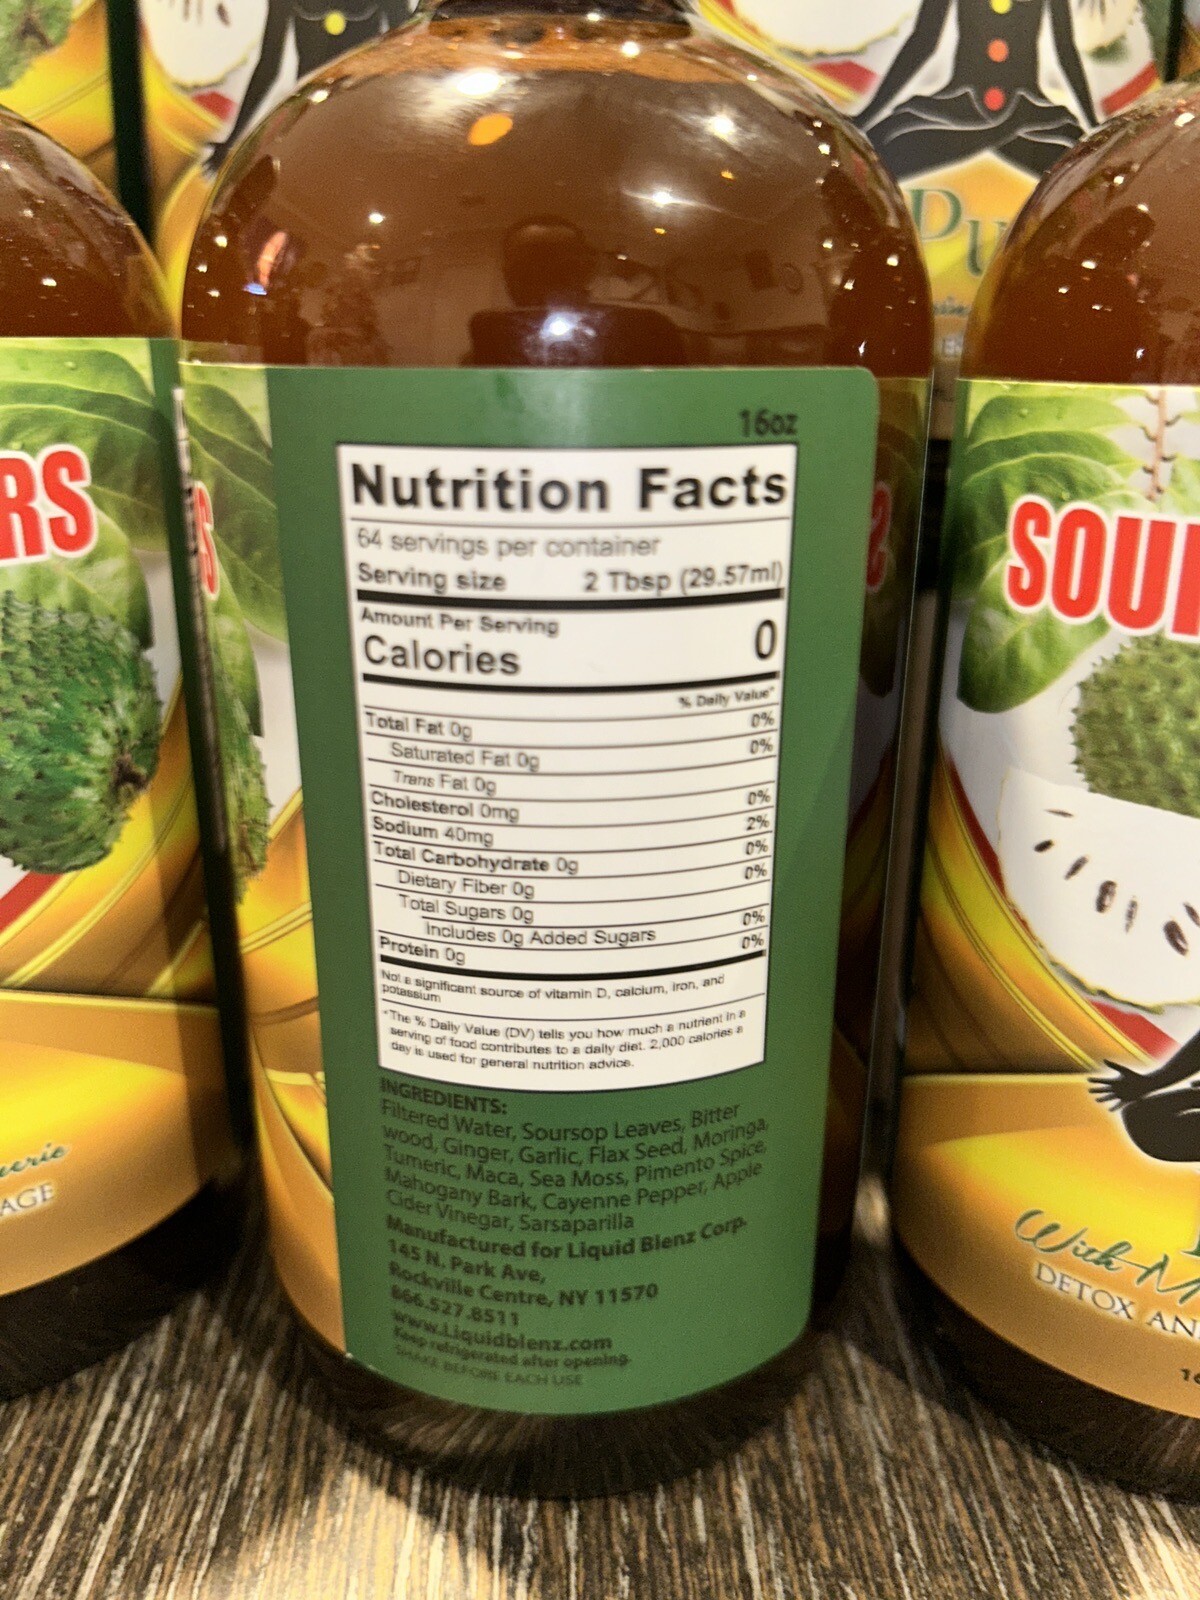 16oz
Nutrition Facts
64 servings per container
Serving size 2 Tbsp (29.57ml)
Amount Per Serving
Calories 0
% Daily Value*
Total Fat 0g 0%
Saturated Fat 0g 0%
Trans Fat 0g
Cholesterol 0mg 0%
Sodium 40mg 2%
Total Carbohydrate 0g 0%
Dietary Fiber 0g 0%
Total Sugars 0g
Includes 0g Added Sugars 0%
Protein 0g 0%
Not a significant source of vitamin D, calcium, iron, and
potassium
*The % Daily Value (DV) tells you how much a nutrient in a
serving of food contributes to a daily diet. 2,000 calories a
day is used for general nutrition advice.
INGREDIENTS:
Filtered Water, Soursop Leaves, Bitter
wood, Ginger, Garlic, Flax Seed, Moringa,
Tumeric, Maca, Sea Moss, Pimento Spice,
Mahogany Bark, Cayenne Pepper, Apple
Cider Vinegar, Sarsaparilla
Manufactured for Liquid Blenz Corp.
145 N. Park Ave,
Rockville Centre, NY 11570
866.527.8511
www.Liquidblenz.com
Keep refrigerated after opening.
SHAKE BEFORE EACH USE
RS
AGE
SOU
With
DETOX AN
DU